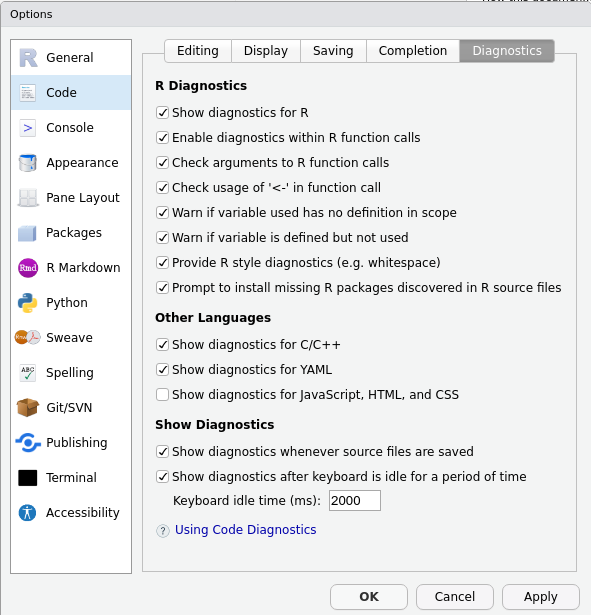 Options
General
Code
Console
Appearance
Pane Layout
Packages
Rmd R Markdown
Python
Sweave
ABC Spelling
Git/SVN
Publishing
Terminal
Accessibility
Editing Display Saving Completion Diagnostics
R Diagnostics
Show diagnostics for R
Enable diagnostics within R function calls
Check arguments to R function calls
Check usage of '<-' in function call
Warn if variable used has no definition in scope
Warn if variable is defined but not used
Provide R style diagnostics (e.g. whitespace)
Prompt to install missing R packages discovered in R source files
Other Languages
Show diagnostics for C/C++
Show diagnostics for YAML
Show diagnostics for JavaScript, HTML, and CSS
Show Diagnostics
Show diagnostics whenever source files are saved
Show diagnostics after keyboard is idle for a period of time
Keyboard idle time (ms): 2000
? Using Code Diagnostics
OK Cancel Apply